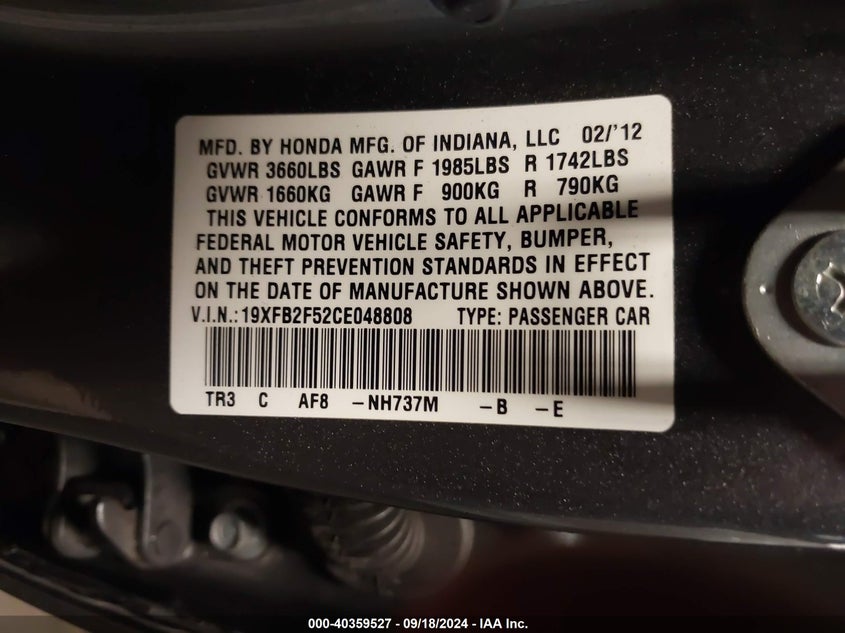 MFD. BY HONDA MFG. OF INDIANA, LLC 02/'12
GVWR 3660LBS GAWR F 1985LBS R 1742LBS
GVWR 1660KG GAWR F 900KG R 790KG
THIS VEHICLE CONFORMS TO ALL APPLICABLE
FEDERAL MOTOR VEHICLE SAFETY, BUMPER,
AND THEFT PREVENTION STANDARDS IN EFFECT
ON THE DATE OF MANUFACTURE SHOWN ABOVE.
V.I.N.:19XFB2F52CE048808 TYPE: PASSENGER CAR
TR3 C AF8 -NH737M -B -E
000-40359527 - 09/18/2024 - IAA Inc.